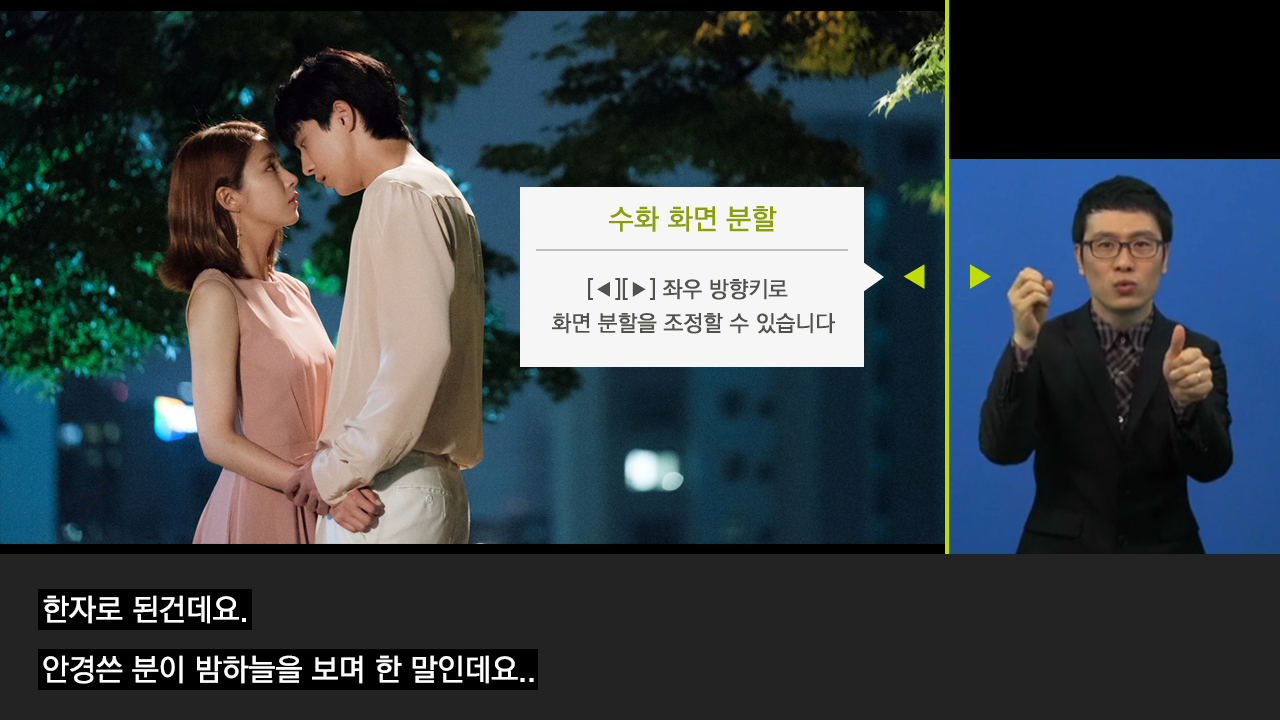 수화 화면 분할
[◀][▶] 좌우 방향키로
화면 분할을 조정할 수 있습니다
한자로 된건데요.
안경쓴 분이 밤하늘을 보며 한 말인데요..